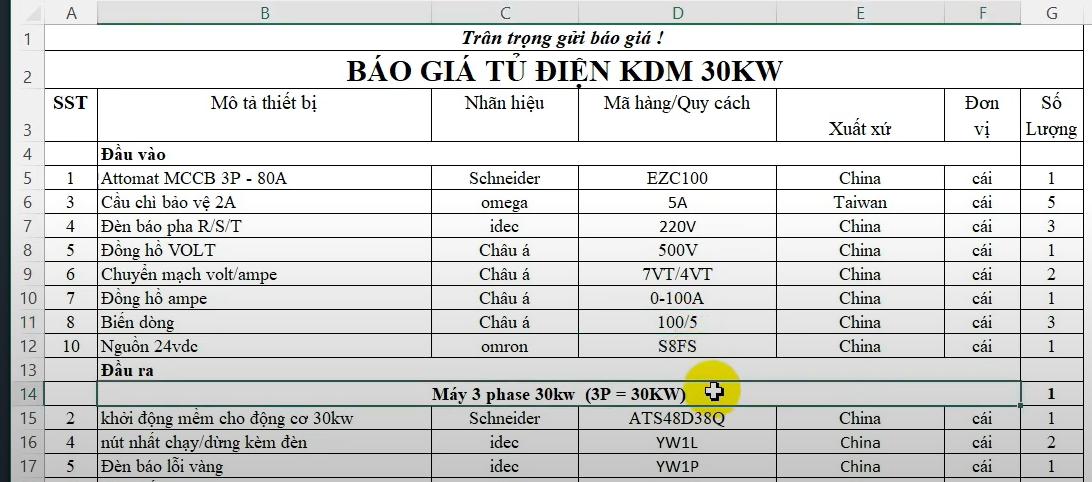 A B C D E F G
1 Trân trọng gửi báo giá !
2 BÁO GIÁ TỦ ĐIỆN KDM 30KW
3 SST Mô tả thiết bị Nhãn hiệu Mã hàng/Quy cách Xuất xứ Đơn vị Số Lượng
4 Đầu vào
5 1 Attomat MCCB 3P - 80A Schneider EZC100 China cái 1
6 3 Cầu chì bảo vệ 2A omega 5A Taiwan cái 5
7 4 Đèn báo pha R/S/T idec 220V China cái 3
8 5 Đồng hồ VOLT Châu á 500V China cái 1
9 6 Chuyển mạch volt/ampe Châu á 7VT/4VT China cái 2
10 7 Đồng hồ ampe Châu á 0-100A China cái 1
11 8 Biến dòng Châu á 100/5 China cái 3
12 10 Nguồn 24vdc omron S8FS China cái 1
13 Đầu ra
14 Máy 3 phase 30kw (3P = 30KW) 1
15 2 khởi động mềm cho động cơ 30kw Schneider ATS48D38Q China cái 1
16 4 nút nhất chạy/dừng kèm đèn idec YW1L China cái 2
17 5 Đèn báo lỗi vàng idec YW1P China cái 1